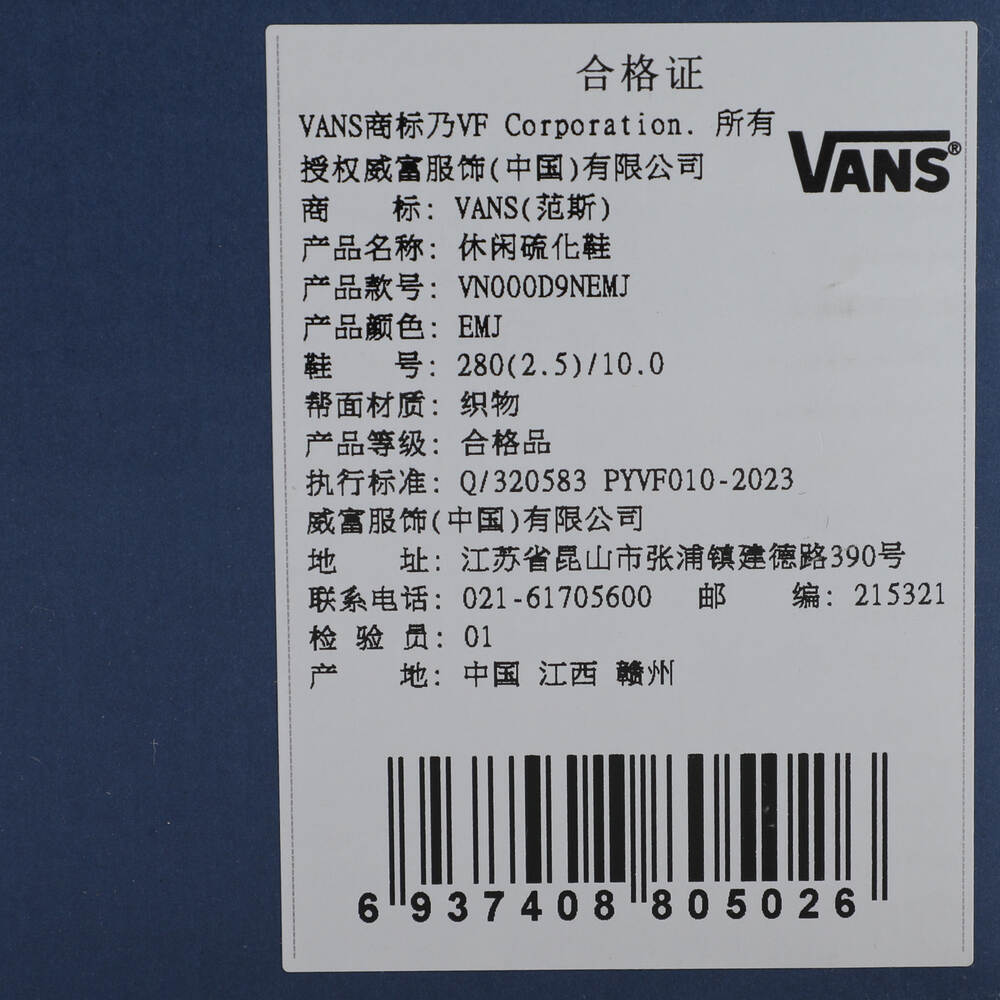 合格证
VANS商标乃VF Corporation. 所有
授权威富服饰(中国)有限公司
VANS®
商 标: VANS(范斯)
产品名称: 休闲硫化鞋
产品款号: VN000D9NEMJ
产品颜色: EMJ
鞋 号: 280(2.5)/10.0
帮面材质: 织物
产品等级: 合格品
执行标准: Q/320583 PYVF010-2023
威富服饰(中国)有限公司
地 址: 江苏省昆山市张浦镇建德路390号
联系电话: 021-61705600 邮 编: 215321
检 验 员: 01
产 地: 中国 江西 赣州
6 937408 805026